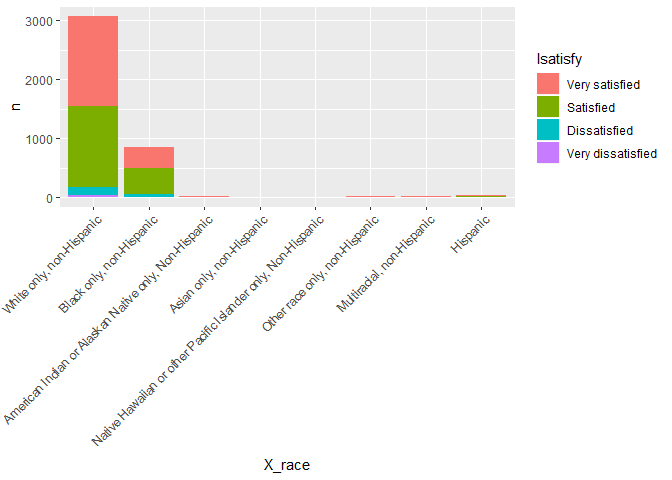 3000
2000
1000
0
n
White only, non-Hispanic
Black only, non-Hispanic
American Indian or Alaskan Native only, Non-Hispanic
Asian only, non-Hispanic
Native Hawaiian or other Pacific Islander only, Non-Hispanic
Other race only, non-Hispanic
Multiracial, non-Hispanic
Hispanic
X_race
lsatisfy
Very satisfied
Satisfied
Dissatisfied
Very dissatisfied